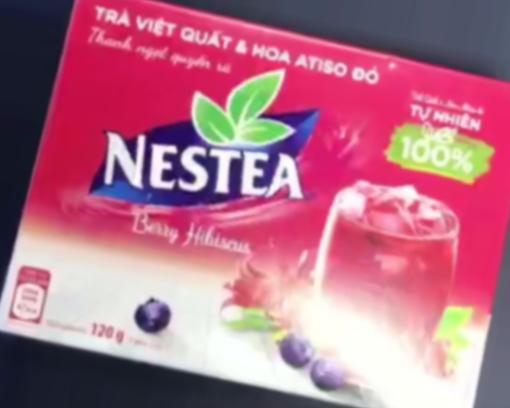 TRÀ VIỆT QUẤT & HOA ATISO ĐỎ
Thanh ngọt quyến rũ
TỰ NHIÊN
100%
NESTEA
Berry Hibiscus
120 g